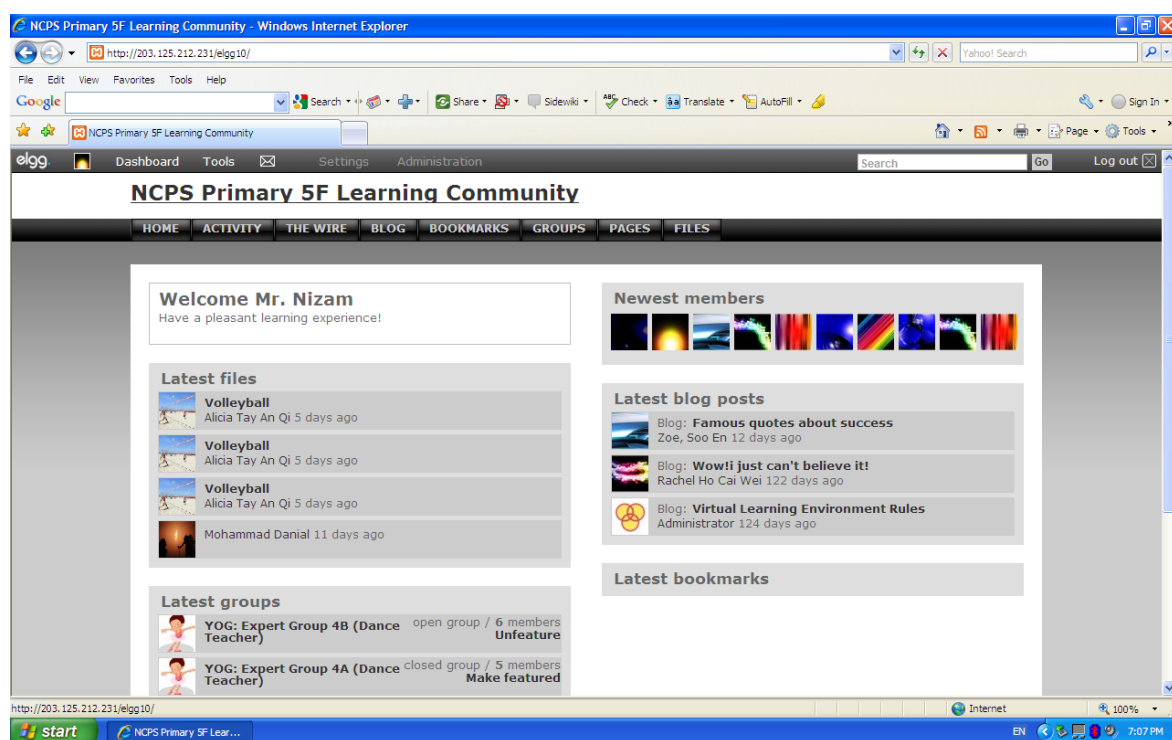 NCPS Primary 5F Learning Community - Windows Internet Explorer
http://203.125.212.231/elgg10/
Yahoo! Search
File Edit View Favorites Tools Help
Google Search Share Sidewiki ABC Check Translate AutoFill Sign In
NCPS Primary 5F Learning Community Page Tools
elgg. Dashboard Tools Settings Administration Search Go Log out
NCPS Primary 5F Learning Community
HOME ACTIVITY THE WIRE BLOG BOOKMARKS GROUPS PAGES FILES
Welcome Mr. Nizam
Have a pleasant learning experience!
Latest files
Volleyball
Alicia Tay An Qi 5 days ago
Volleyball
Alicia Tay An Qi 5 days ago
Volleyball
Alicia Tay An Qi 5 days ago
Mohammad Danial 11 days ago
Latest groups
YOG: Expert Group 4B (Dance Teacher)
open group / 6 members
Unfeature
YOG: Expert Group 4A (Dance Teacher)
closed group / 5 members
Make featured
Newest members
Latest blog posts
Blog: Famous quotes about success
Zoe, Soo En 12 days ago
Blog: Wow!i just can't believe it!
Rachel Ho Cai Wei 122 days ago
Blog: Virtual Learning Environment Rules
Administrator 124 days ago
Latest bookmarks
http://203.125.212.231/elgg10/ Internet 100%
start NCPS Primary 5F Lear... EN 7:07 PM